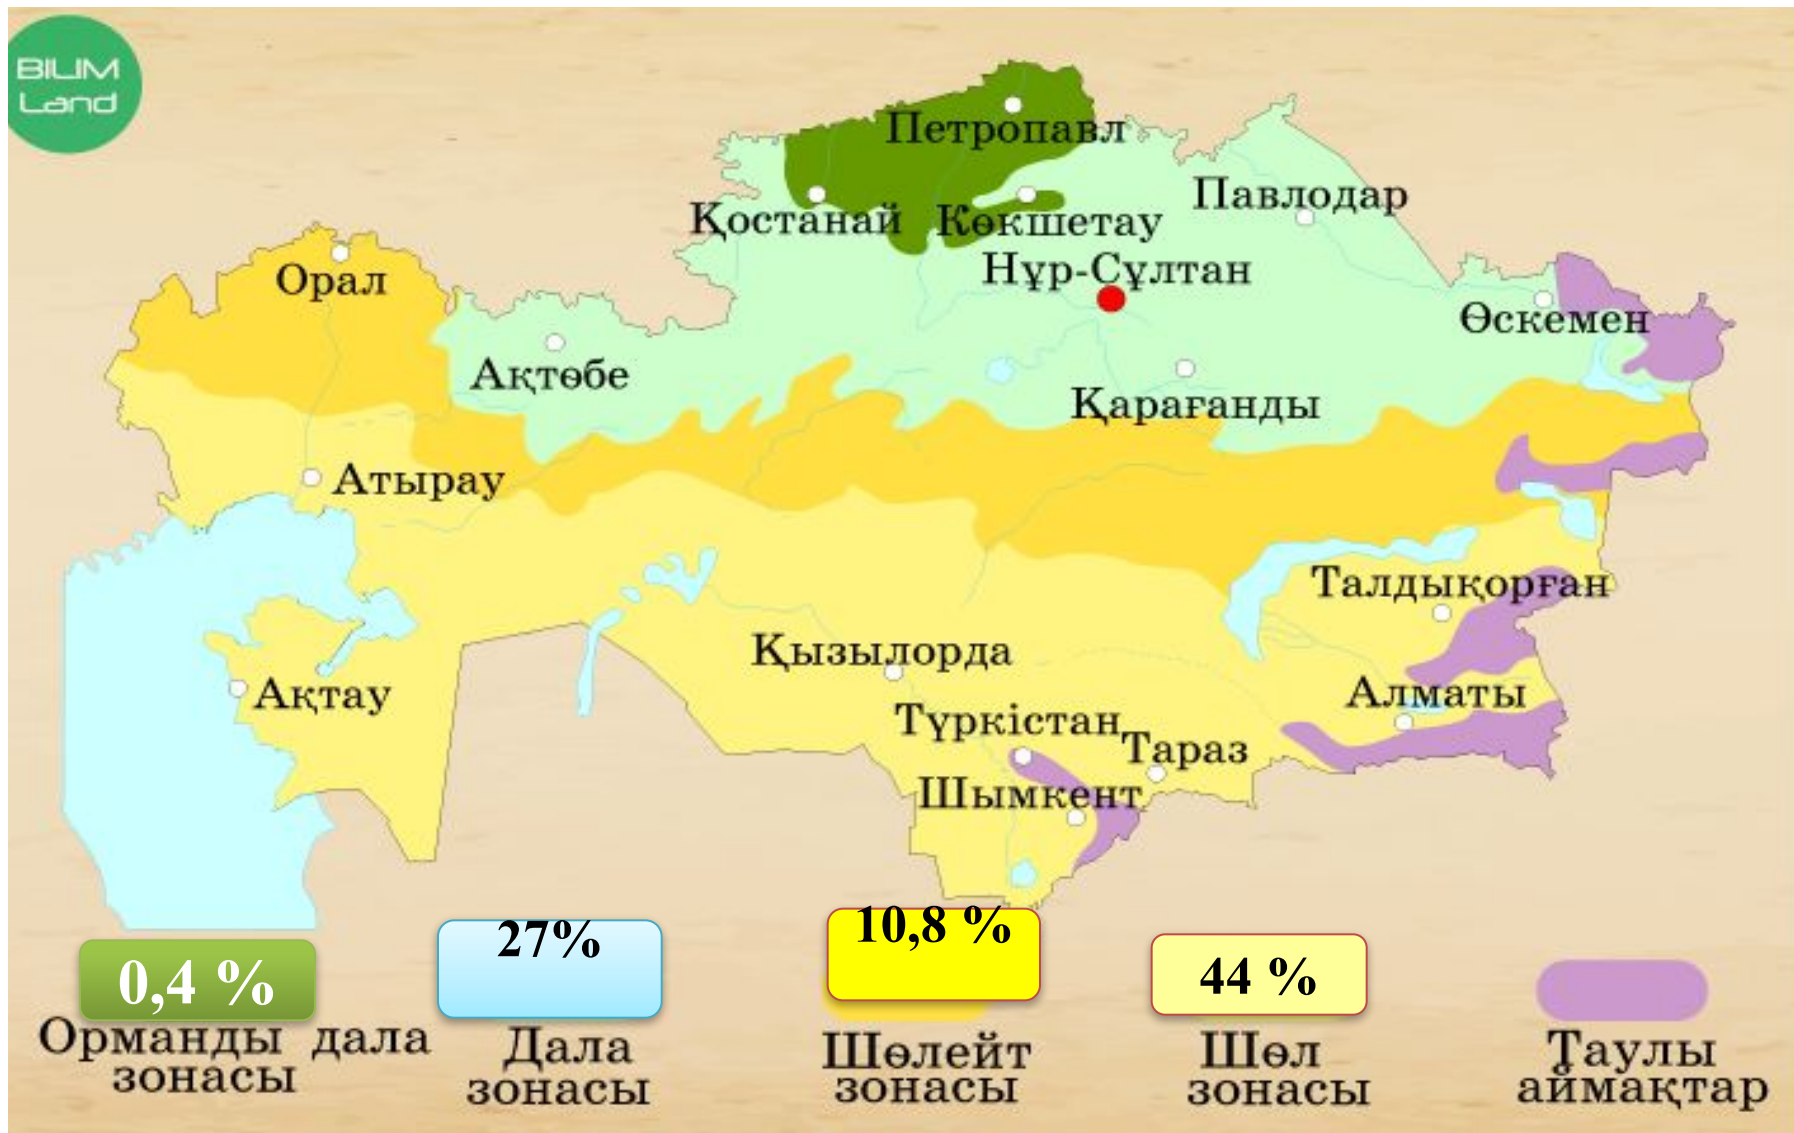 BILIM
Land
Петропавл
Қостанай
Көкшетау
Павлодар
Нұр-Сұлтан
Орал
Өскемен
Ақтөбе
Қарағанды
Атырау
Талдықорған
Қызылорда
Ақтау
Алматы
Түркістан
Тараз
Шымкент
0,4 %
27%
10,8 %
44 %
Орманды дала
зонасы
Дала
зонасы
Шөлейт
зонасы
Шөл
зонасы
Таулы
аймақтар